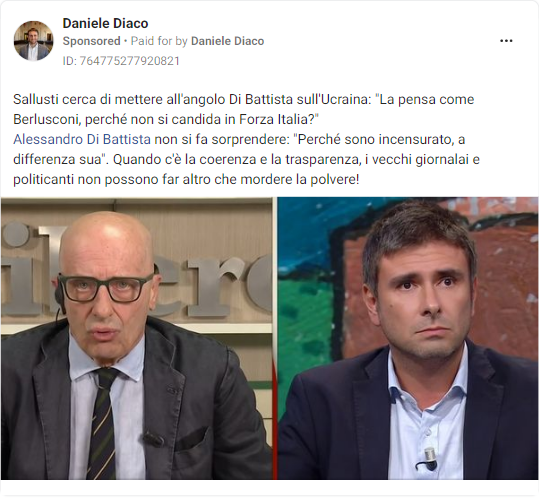 Daniele Diaco
Sponsored • Paid for by Daniele Diaco
ID: 764775277920821
Sallusti cerca di mettere all'angolo Di Battista sull'Ucraina: "La pensa come
Berlusconi, perché non si candida in Forza Italia?"
Alessandro Di Battista non si fa sorprendere: "Perché sono incensurato, a
differenza sua". Quando c'è la coerenza e la trasparenza, i vecchi giornalai e
politicanti non possono far altro che mordere la polvere!